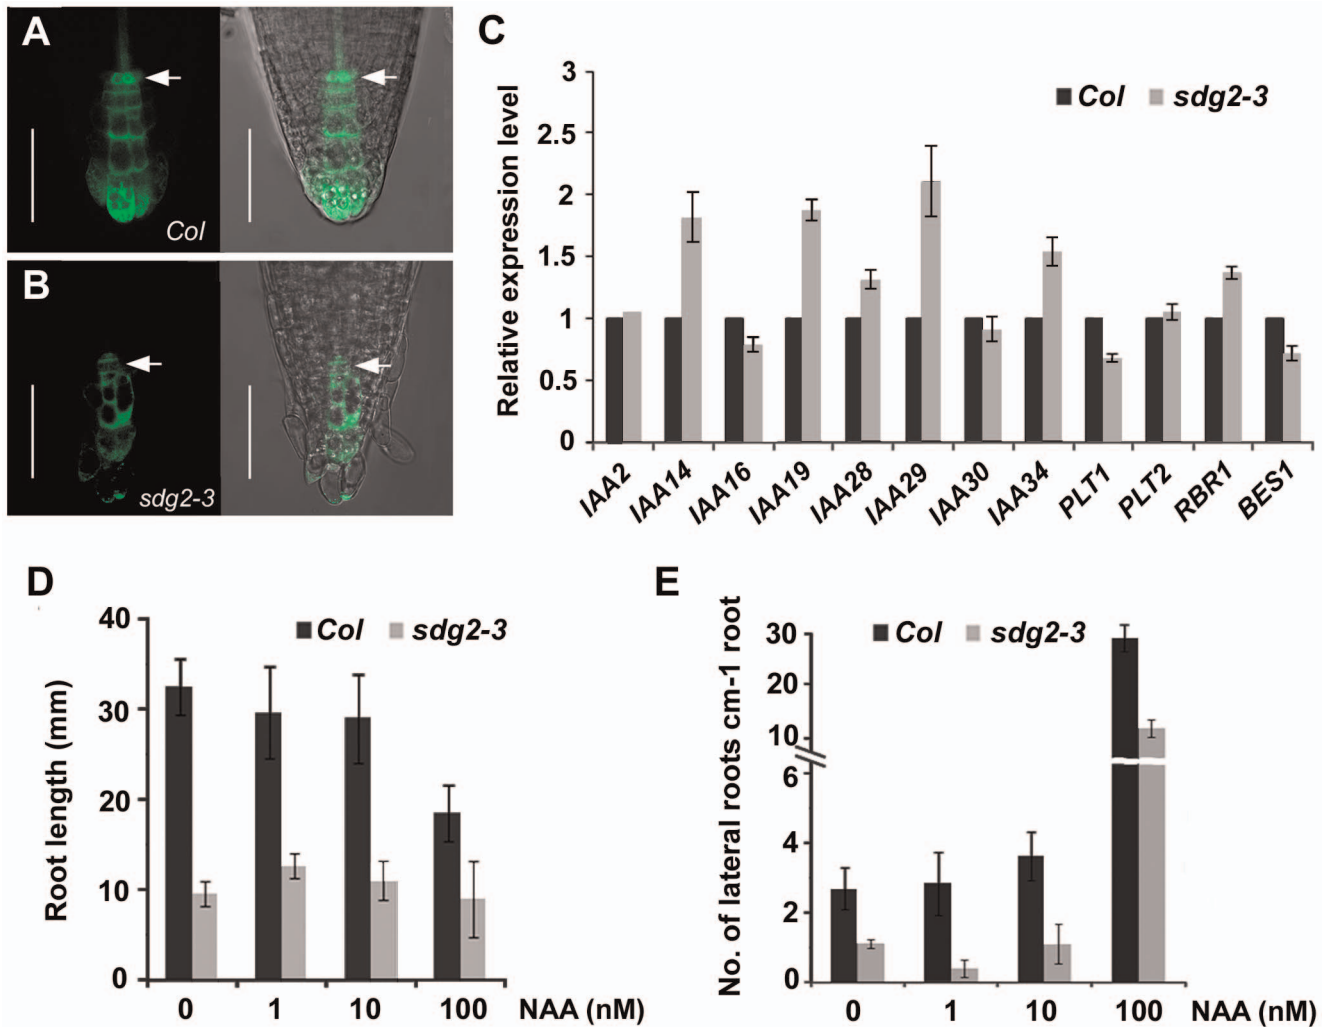 A
Col
B
sdg2-3
C
Relative expression level
3
2.5
2
1.5
1
0.5
0
Col sdg2-3
IAA2 IAA14 IAA16 IAA19 IAA28 IAA29 IAA30 IAA34 PLT1 PLT2 RBR1 BES1
D
Root length (mm)
40
30
20
10
0
Col sdg2-3
0 1 10 100 NAA (nM)
E
No. of lateral roots cm-1 root
30
20
10
6
4
2
0
Col sdg2-3
0 1 10 100 NAA (nM)